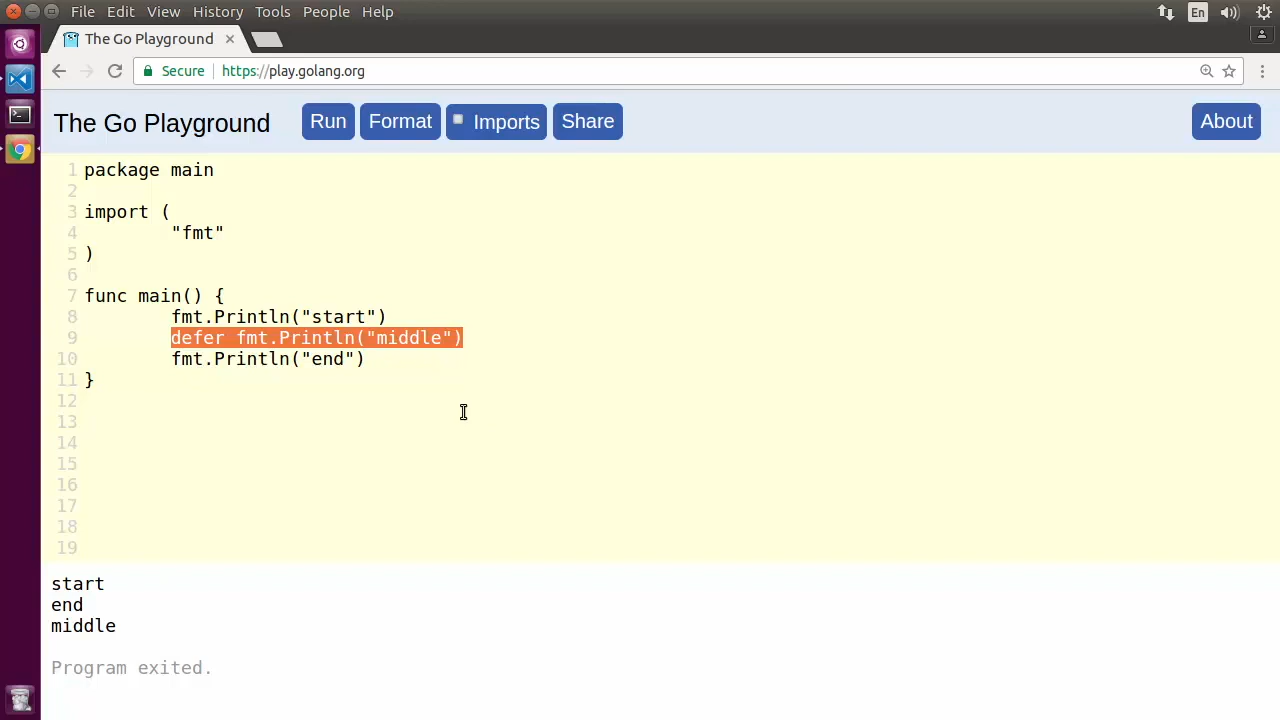 File Edit View History Tools People Help
En
The Go Playground
Secure https://play.golang.org
The Go Playground Run Format Imports Share About
1 package main
2
3 import (
4 "fmt"
5 )
6
7 func main() {
8 fmt.Println("start")
9 defer fmt.Println("middle")
10 fmt.Println("end")
11 }
12
13
14
15
16
17
18
19
start
end
middle
Program exited.